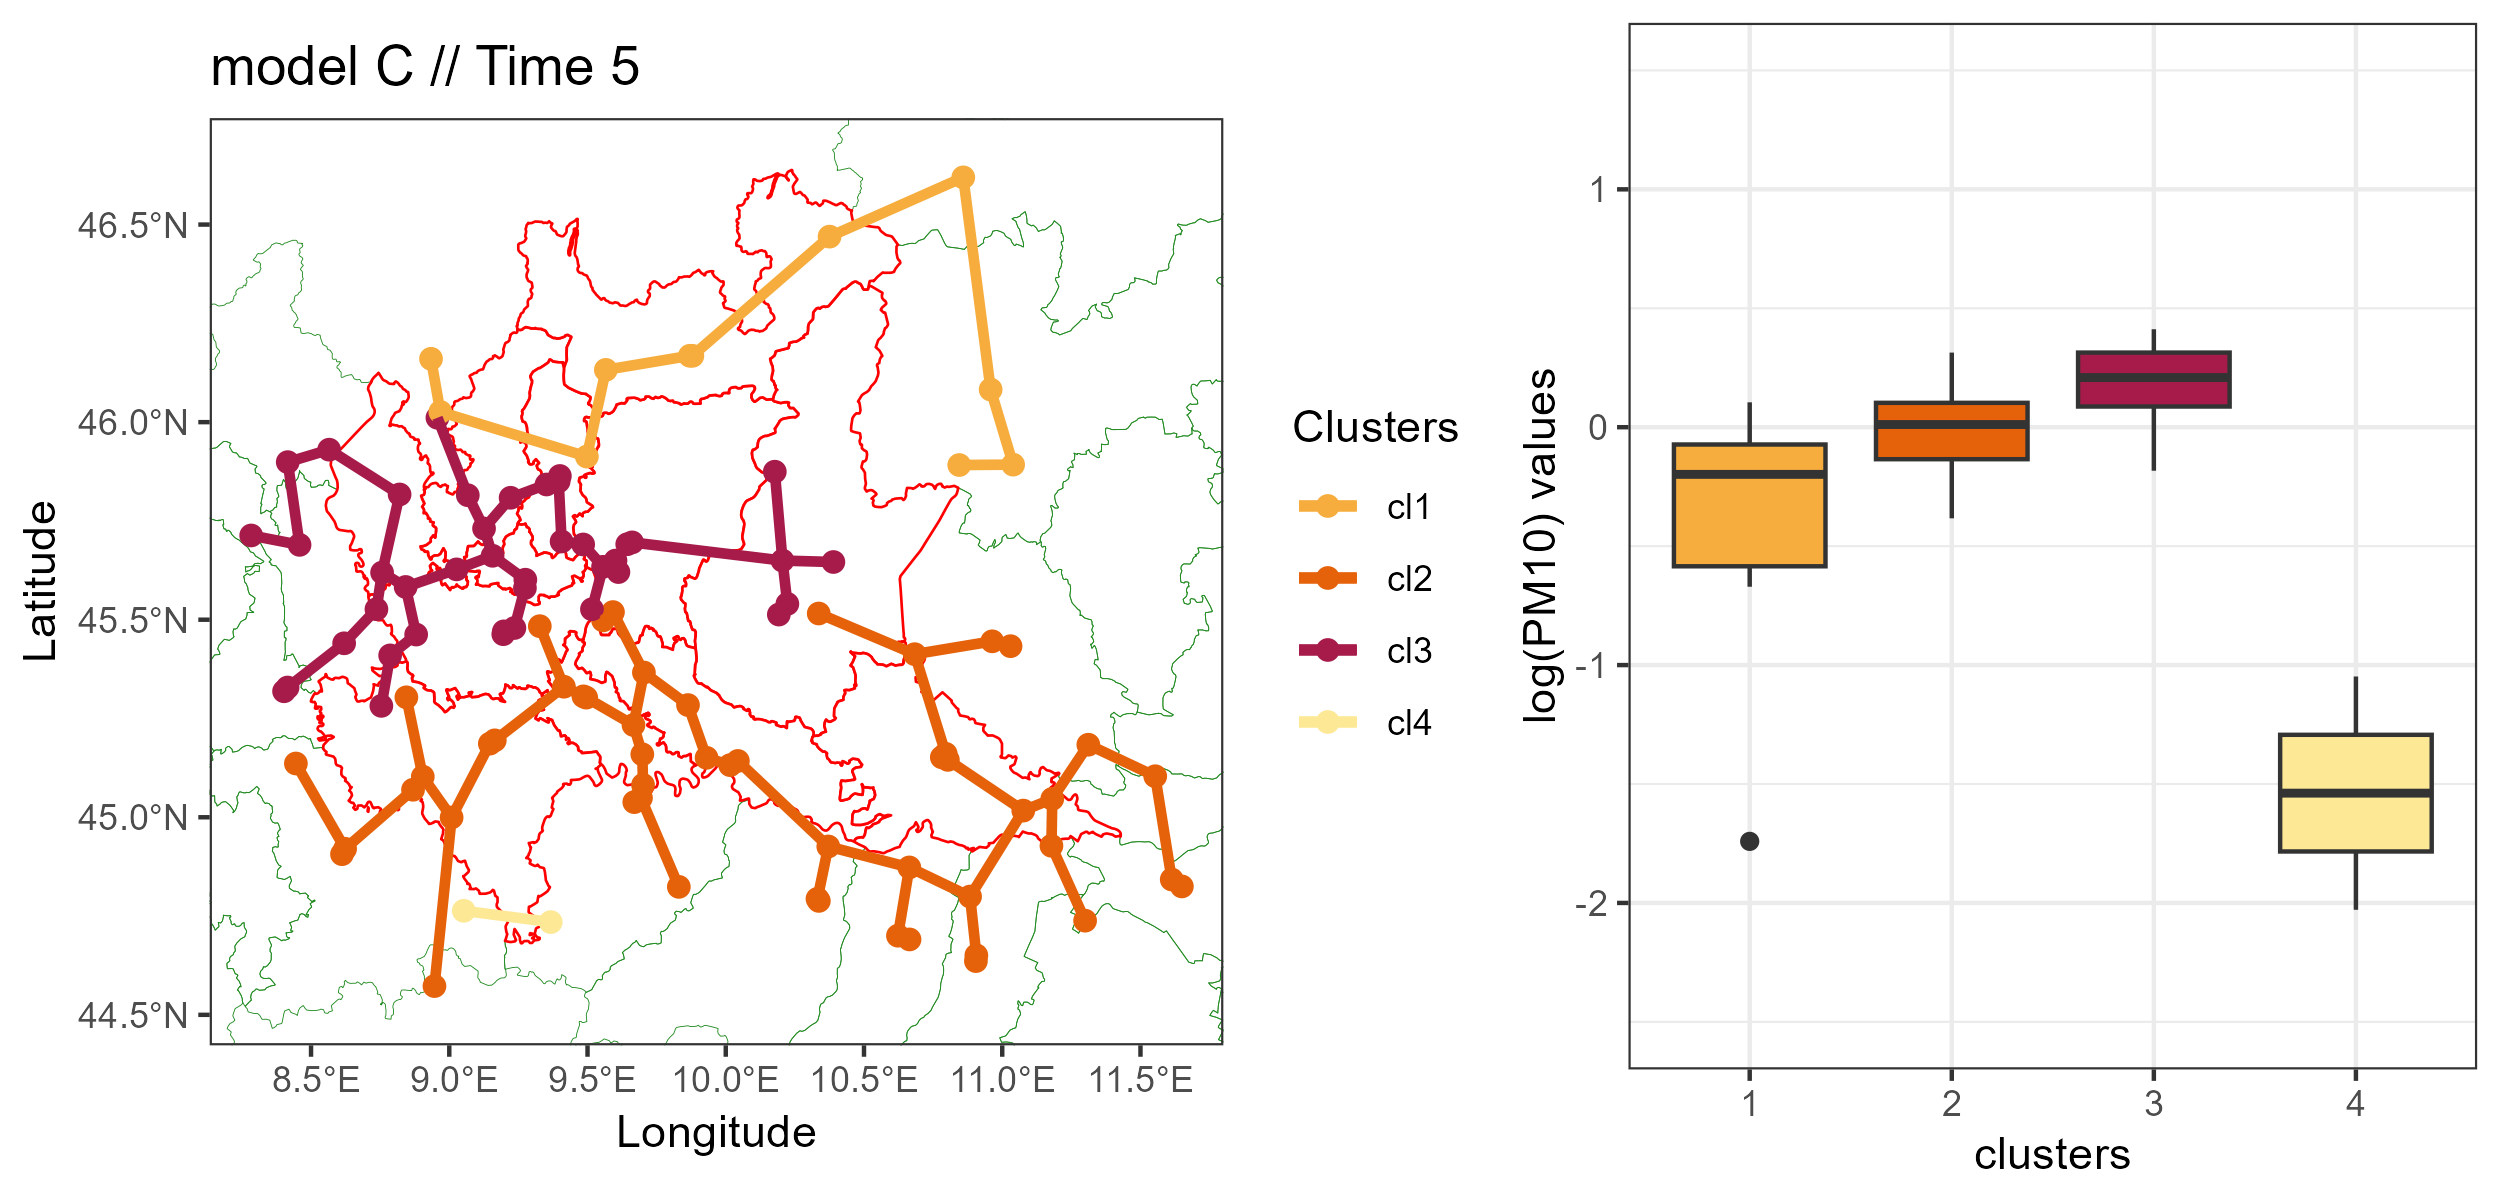 model C // Time 5
46.5°N
46.0°N
45.5°N
45.0°N
44.5°N
Latitude
8.5°E 9.0°E 9.5°E 10.0°E 10.5°E 11.0°E 11.5°E
Longitude
Clusters
cl1
cl2
cl3
cl4
log(PM10) values
1
0
-1
-2
1 2 3 4
clusters